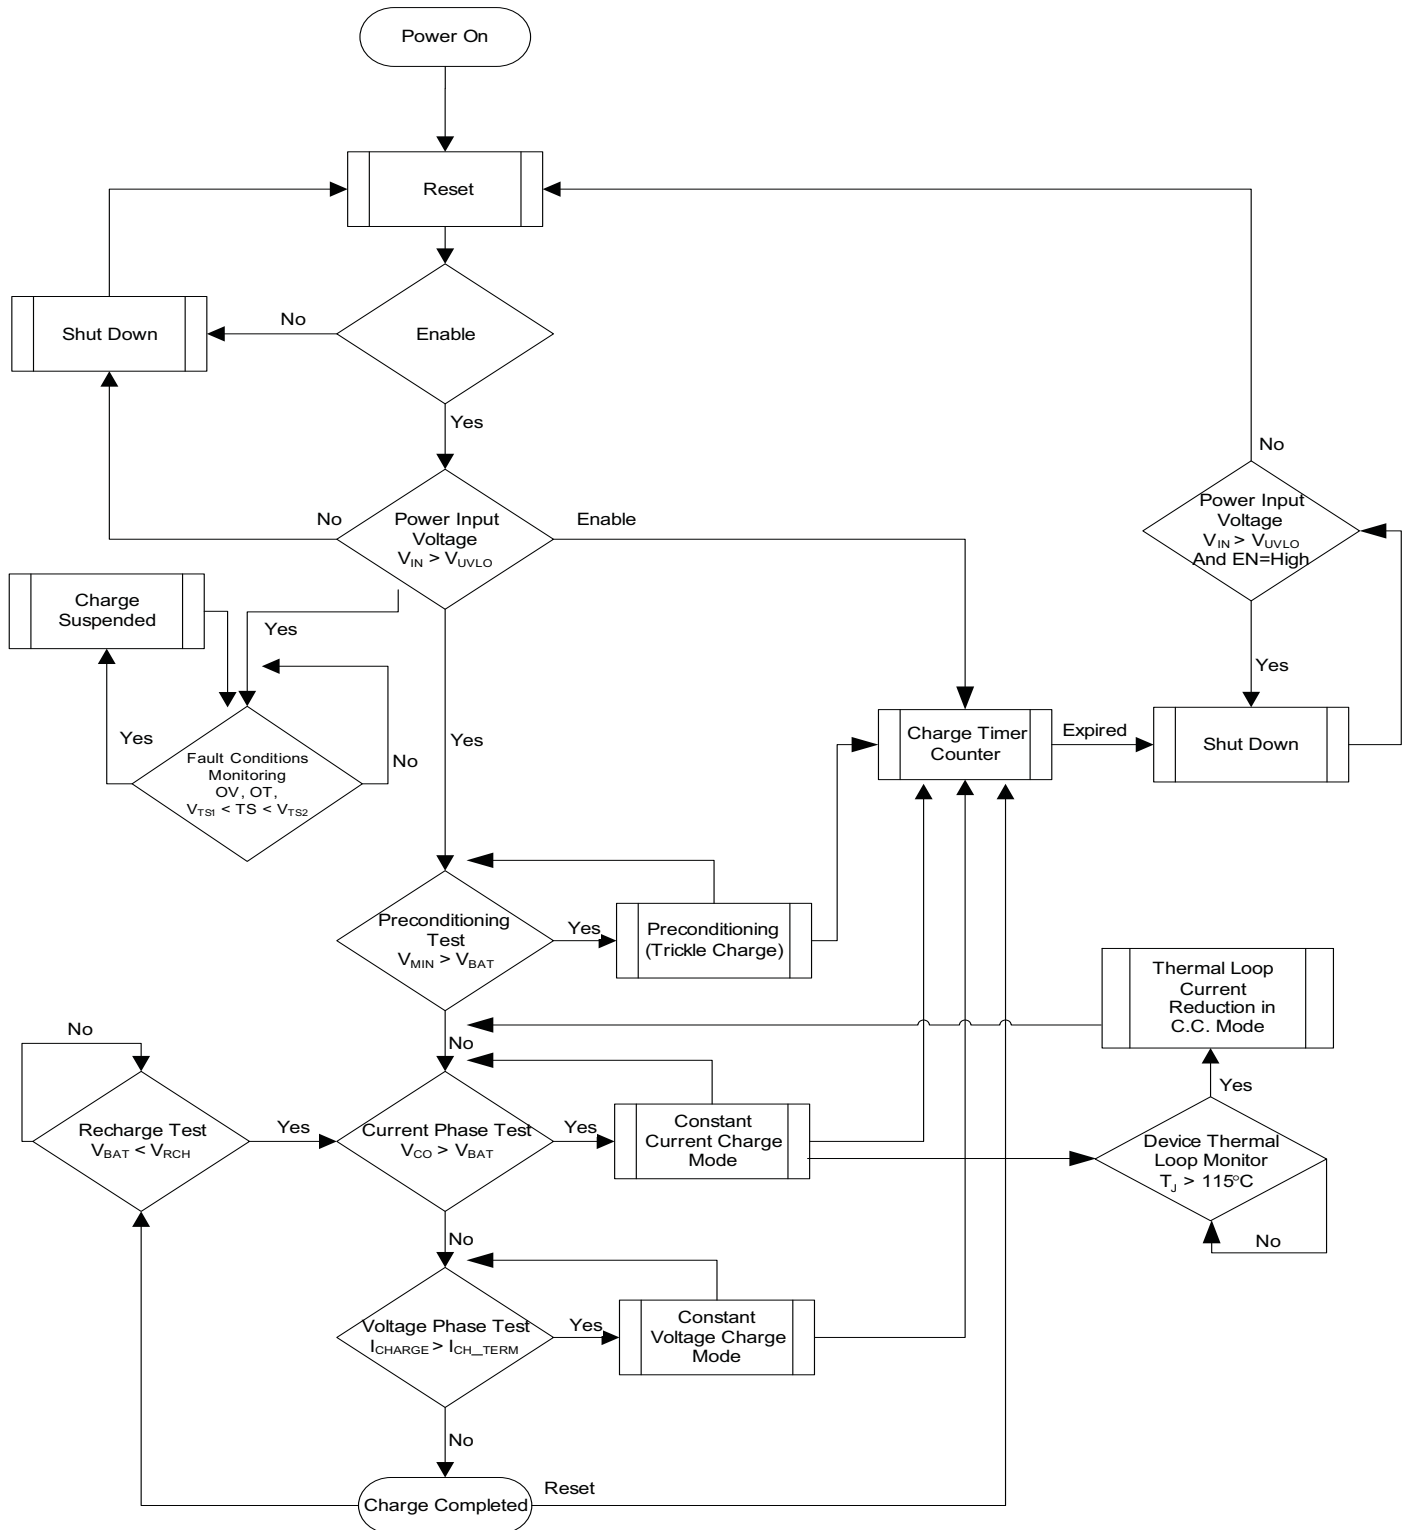 Power On
Reset
Shut Down
No
Enable
Yes
No
Power Input
Voltage
VIN > VUVLO
Enable
No
Power Input
Voltage
VIN > VUVLO
And EN=High
Charge
Suspended
Yes
Yes
Yes
Yes
Fault Conditions
Monitoring
OV, OT,
VTS1 < TS < VTS2
No
Charge Timer
Counter
Expired
Shut Down
Preconditioning
Test
VMIN > VBAT
Yes
Preconditioning
(Trickle Charge)
Thermal Loop
Current
Reduction in
C.C. Mode
No
No
Yes
Recharge Test
VBAT < VRCH
Yes
Current Phase Test
VCO > VBAT
Yes
Constant
Current Charge
Mode
Device Thermal
Loop Monitor
TJ > 115°C
No
No
Voltage Phase Test
ICHARGE > ICH_TERM
Yes
Constant
Voltage Charge
Mode
No
Charge Completed
Reset